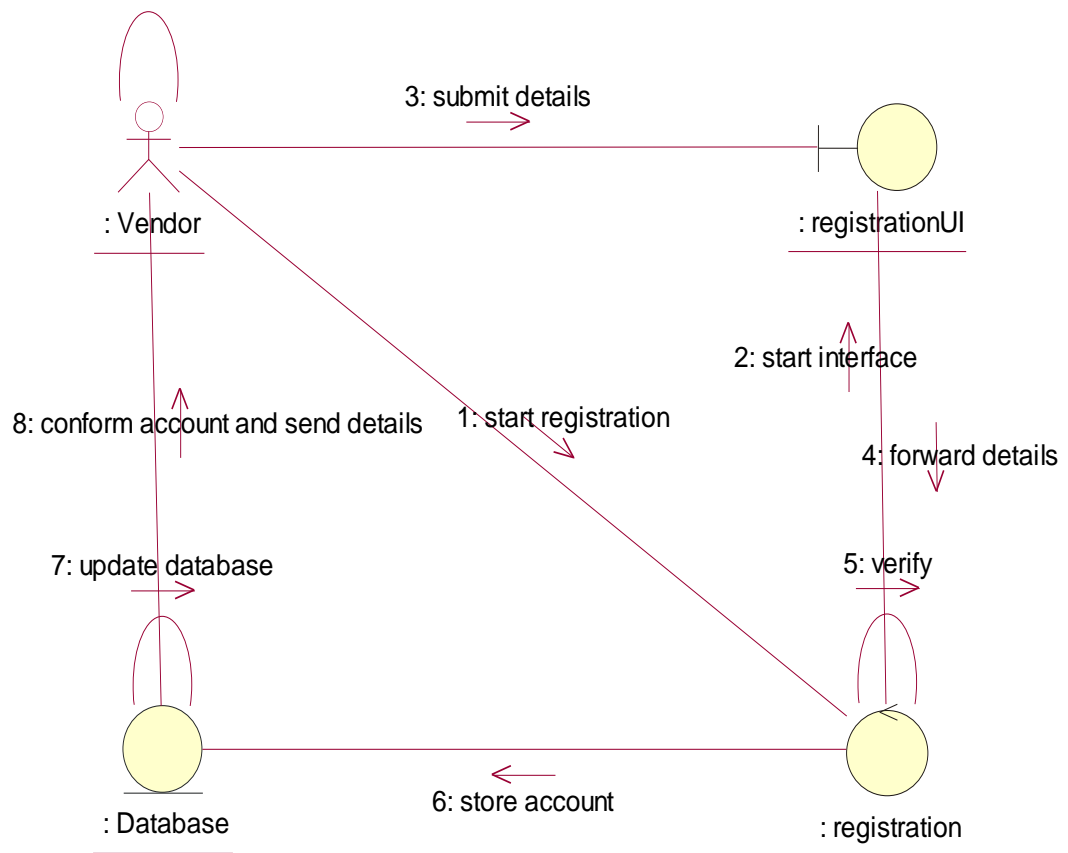 3: submit details
: Vendor
: registrationUI
2: start interface
8: conform account and send details
1: start registration
4: forward details
7: update database
5: verify
6: store account
: Database
: registration